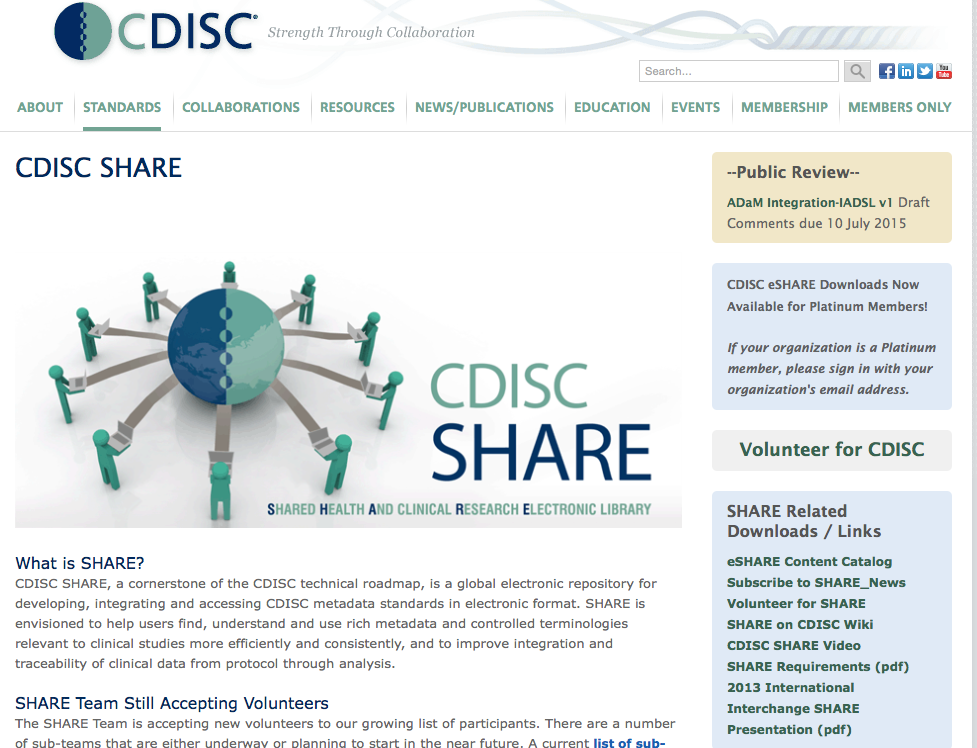 CDISC®
Strength Through Collaboration
Search...
You
Tube
ABOUT STANDARDS COLLABORATIONS RESOURCES NEWS/PUBLICATIONS EDUCATION EVENTS MEMBERSHIP MEMBERS ONLY
CDISC SHARE
CDISC
SHARE
SHARED HEALTH AND CLINICAL RESEARCH ELECTRONIC LIBRARY
What is SHARE?
CDISC SHARE, a cornerstone of the CDISC technical roadmap, is a global electronic repository for
developing, integrating and accessing CDISC metadata standards in electronic format. SHARE is
envisioned to help users find, understand and use rich metadata and controlled terminologies
relevant to clinical studies more efficiently and consistently, and to improve integration and
traceability of clinical data from protocol through analysis.
SHARE Team Still Accepting Volunteers
The SHARE Team is accepting new volunteers to our growing list of participants. There are a number
of sub-teams that are either underway or planning to start in the near future. A current list of sub-
--Public Review--
ADaM Integration-IADSL v1 Draft
Comments due 10 July 2015
CDISC eSHARE Downloads Now
Available for Platinum Members!
If your organization is a Platinum
member, please sign in with your
organization's email address.
Volunteer for CDISC
SHARE Related
Downloads / Links
eSHARE Content Catalog
Subscribe to SHARE_News
Volunteer for SHARE
SHARE on CDISC Wiki
CDISC SHARE Video
SHARE Requirements (pdf)
2013 International
Interchange SHARE
Presentation (pdf)